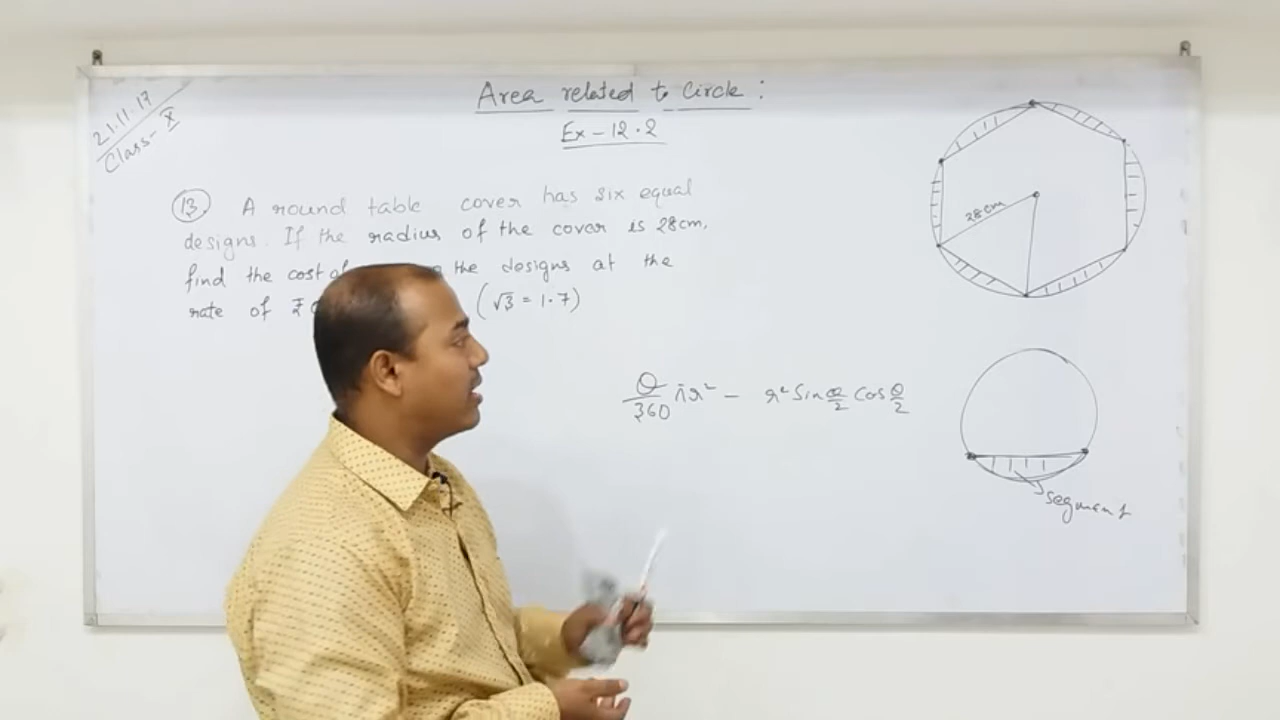 21.11.17
Class- X
Area related to Circle :
Ex - 12.2
13. A round table cover has six equal
designs. If the radius of the cover is 28cm,
find the cost of the designs at the
rate of ₹ (√3 = 1.7)
28cm
θ/360 πr² - r² Sin θ/2 Cos θ/2
segment